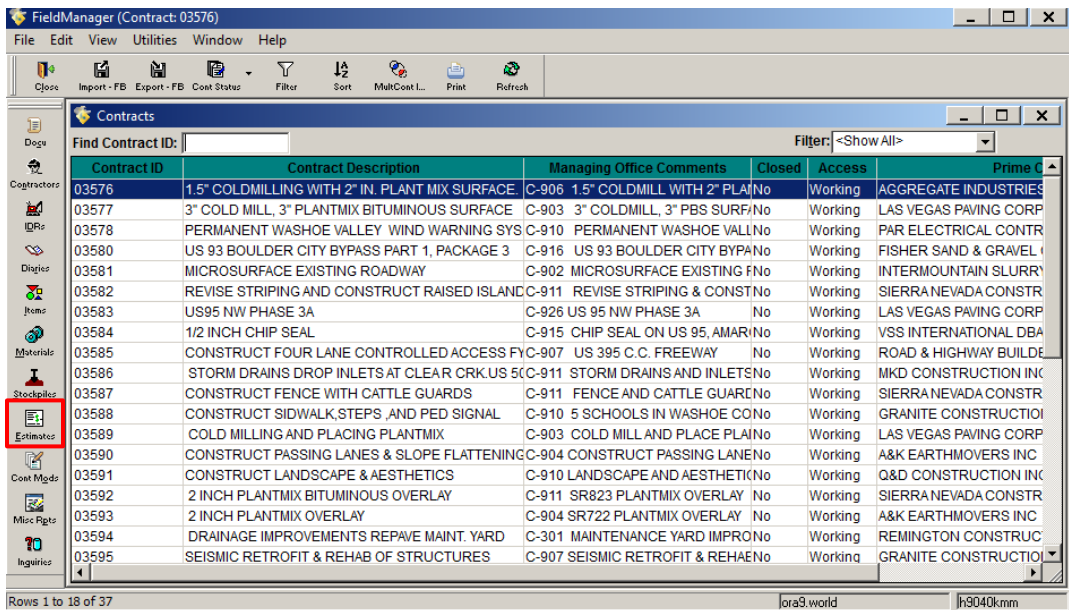 FieldManager (Contract: 03576)
File Edit View Utilities Window Help
Close Import - FB Export - FB Cont Status Filter Sort MultCont I... Print Refresh
Contracts
Docu
Find Contract ID: Filter: <Show All>
Contractors
Contract ID Contract Description Managing Office Comments Closed Access Prime C
03576 1.5" COLDMILLING WITH 2" IN. PLANT MIX SURFACE. C-906 1.5" COLDMILL WITH 2" PLAN No Working AGGREGATE INDUSTRIES
03577 3" COLD MILL, 3" PLANTMIX BITUMINOUS SURFACE C-903 3" COLDMILL, 3" PBS SURFA No Working LAS VEGAS PAVING CORP
IDRs
03578 PERMANENT WASHOE VALLEY WIND WARNING SYS C-910 PERMANENT WASHOE VALL No Working PAR ELECTRICAL CONTR
03580 US 93 BOULDER CITY BYPASS PART 1, PACKAGE 3 C-916 US 93 BOULDER CITY BYPA No Working FISHER SAND & GRAVEL
Diaries
03581 MICROSURFACE EXISTING ROADWAY C-902 MICROSURFACE EXISTING No Working INTERMOUNTAIN SLURRY
03582 REVISE STRIPING AND CONSTRUCT RAISED ISLAND C-911 REVISE STRIPING & CONST No Working SIERRA NEVADA CONSTR
Items
03583 US95 NW PHASE 3A C-926 US 95 NW PHASE 3A No Working LAS VEGAS PAVING CORP
03584 1/2 INCH CHIP SEAL C-915 CHIP SEAL ON US 95, AMAR No Working VSS INTERNATIONAL DBA
Materials
03585 CONSTRUCT FOUR LANE CONTROLLED ACCESS FY C-907 US 395 C.C. FREEWAY No Working ROAD & HIGHWAY BUILDE
03586 STORM DRAINS DROP INLETS AT CLEAR CRK.US 50 C-911 STORM DRAINS AND INLETS No Working MKD CONSTRUCTION INC
Stockpiles
03587 CONSTRUCT FENCE WITH CATTLE GUARDS C-911 FENCE AND CATTLE GUARD No Working SIERRA NEVADA CONSTR
03588 CONSTRUCT SIDWALK,STEPS ,AND PED SIGNAL C-910 5 SCHOOLS IN WASHOE CO No Working GRANITE CONSTRUCTION
Estimates
03589 COLD MILLING AND PLACING PLANTMIX C-903 COLD MILL AND PLACE PLAN No Working LAS VEGAS PAVING CORP
03590 CONSTRUCT PASSING LANES & SLOPE FLATTENING C-904 CONSTRUCT PASSING LANE No Working A&K EARTHMOVERS INC
Cont Mods
03591 CONSTRUCT LANDSCAPE & AESTHETICS C-910 LANDSCAPE AND AESTHETI No Working Q&D CONSTRUCTION INC
03592 2 INCH PLANTMIX BITUMINOUS OVERLAY C-911 SR823 PLANTMIX OVERLAY No Working SIERRA NEVADA CONSTR
Misc Rpts
03593 2 INCH PLANTMIX OVERLAY C-904 SR722 PLANTMIX OVERLAY No Working A&K EARTHMOVERS INC
03594 DRAINAGE IMPROVEMENTS REPAVE MAINT. YARD C-301 MAINTENANCE YARD IMPRO No Working REMINGTON CONSTRUC
Inquiries
03595 SEISMIC RETROFIT & REHAB OF STRUCTURES C-907 SEISMIC RETROFIT & REHAB No Working GRANITE CONSTRUCTION
Rows 1 to 18 of 37 ora9.world h9040kmm